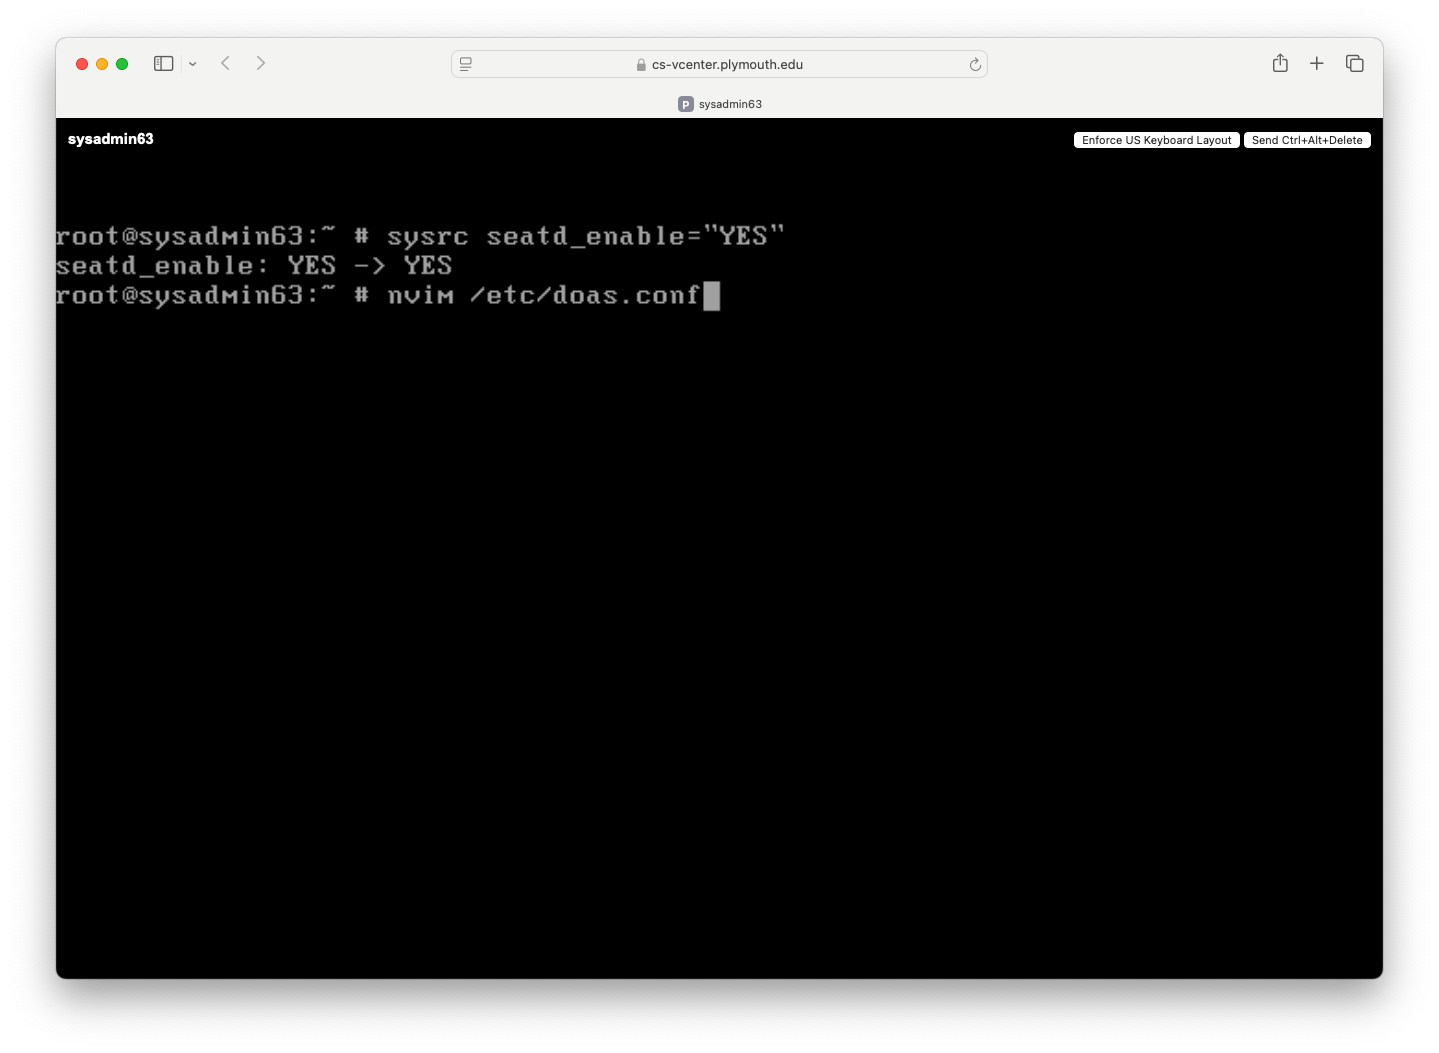 cs-vcenter.plymouth.edu
P sysadmin63
sysadmin63
Enforce US Keyboard Layout Send Ctrl+Alt+Delete
root@sysadmin63:~ # sysrc seatd_enable="YES"
seatd_enable: YES -> YES
root@sysadmin63:~ # nvim /etc/doas.conf